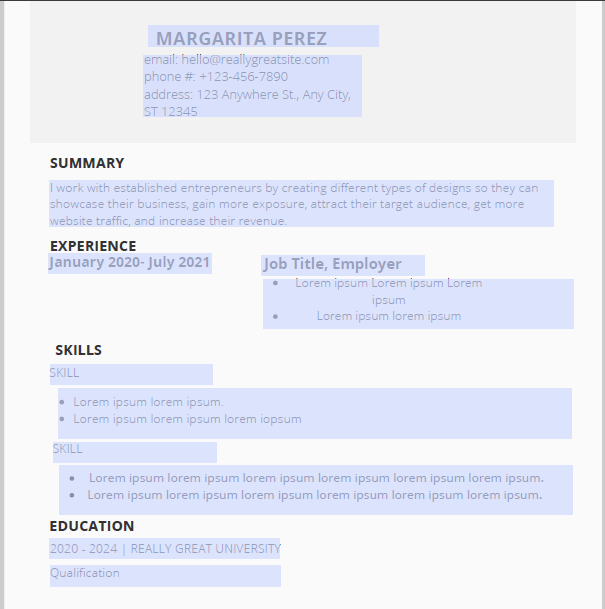 MARGARITA PEREZ
email: hello@reallygreatsite.com
phone #: +123-456-7890
address: 123 Anywhere St., Any City,
ST 12345
SUMMARY
I work with established entrepreneurs by creating different types of designs so they can
showcase their business, gain more exposure, attract their target audience, get more
website traffic, and increase their revenue.
EXPERIENCE
January 2020- July 2021
Job Title, Employer
• Lorem ipsum Lorem ipsum Lorem
ipsum
• Lorem ipsum lorem ipsum
SKILLS
SKILL
• Lorem ipsum lorem ipsum.
• Lorem ipsum lorem ipsum lorem iopsum
SKILL
• Lorem ipsum lorem ipsum lorem ipsum lorem ipsum lorem ipsum lorem ipsum.
• Lorem ipsum lorem ipsum lorem ipsum lorem ipsum lorem ipsum lorem ipsum.
EDUCATION
2020 - 2024 | REALLY GREAT UNIVERSITY
Qualification